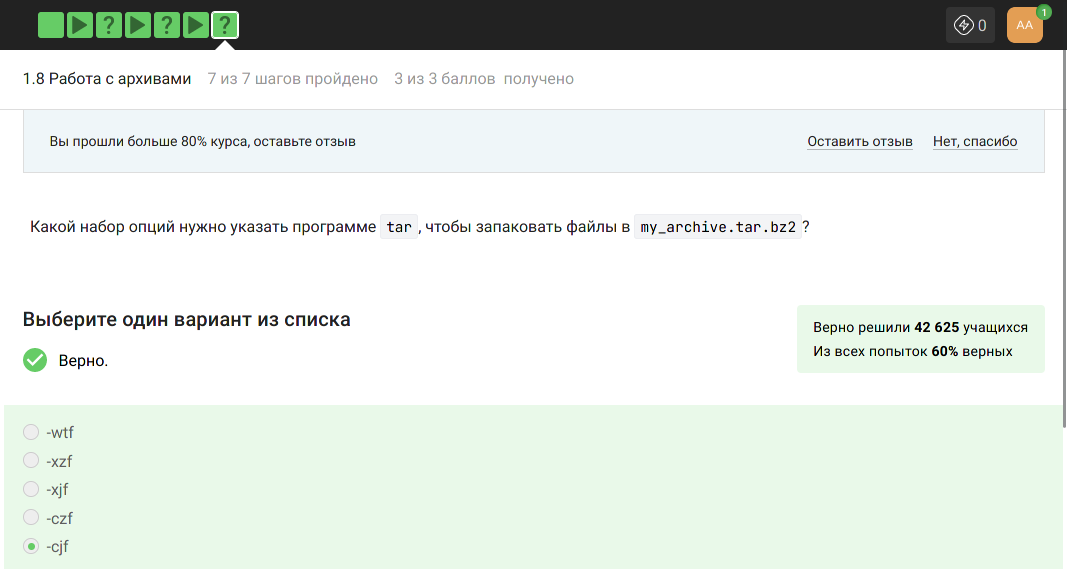 ? ? ?
0
AA
1
1.8 Работа с архивами 7 из 7 шагов пройдено 3 из 3 баллов получено
Вы прошли больше 80% курса, оставьте отзыв Оставить отзыв Нет, спасибо
Какой набор опций нужно указать программе tar, чтобы запаковать файлы в my_archive.tar.bz2?
Выберите один вариант из списка
Верно.
Верно решили 42 625 учащихся
Из всех попыток 60% верных
-wtf
-xzf
-xjf
-czf
-cjf